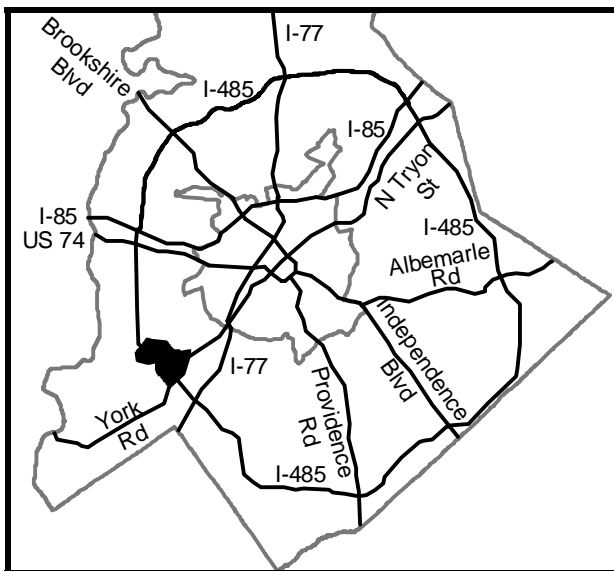 I-77
Brookshire
Blvd
I-485
I-85
N Tryon
St
I-85
US 74
I-485
Albemarle
Rd
Independence
Blvd
I-77
Providence
Rd
York
Rd
I-485